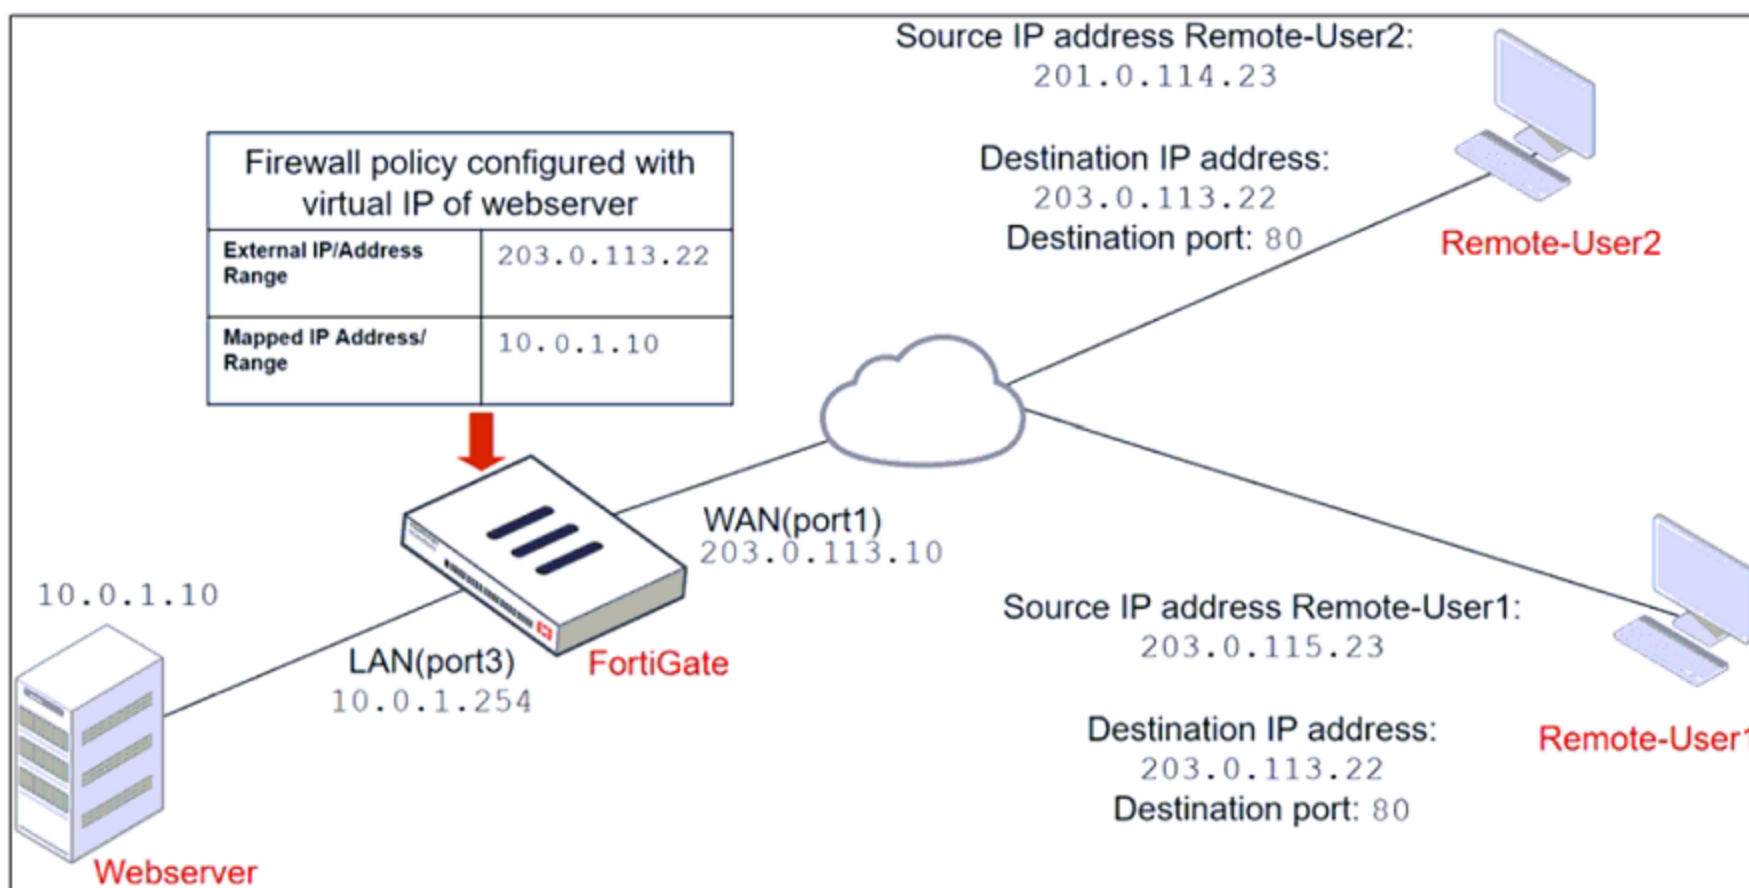 Source IP address Remote-User2:
201.0.114.23
Destination IP address:
203.0.113.22
Destination port: 80
Remote-User2
Firewall policy configured with
virtual IP of webserver
External IP/Address
Range
203.0.113.22
Mapped IP Address/
Range
10.0.1.10
WAN(port1)
203.0.113.10
10.0.1.10
LAN(port3)
10.0.1.254
FortiGate
Webserver
Source IP address Remote-User1:
203.0.115.23
Destination IP address:
203.0.113.22
Destination port: 80
Remote-User1